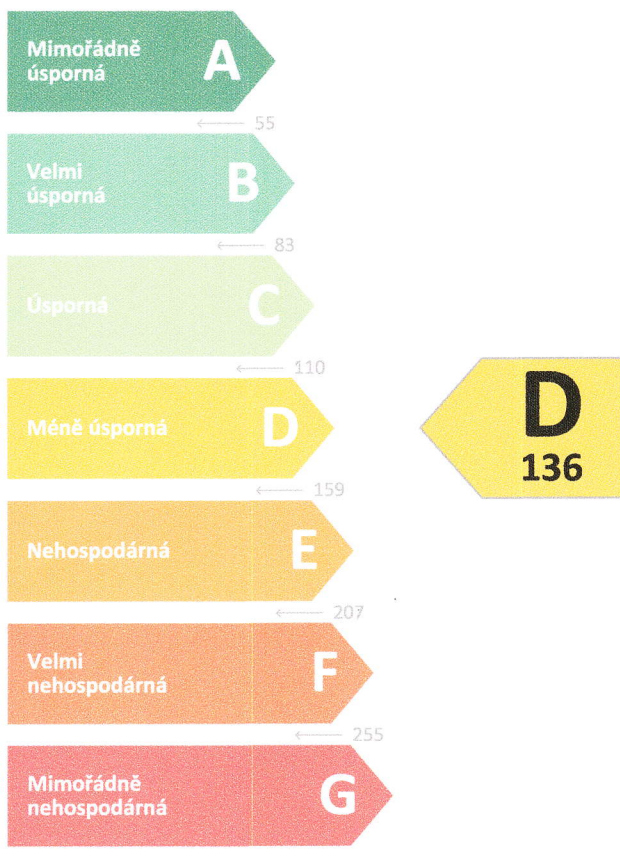 Mimořádně
úsporná
A
55
Velmi
úsporná
B
83
Úsporná
C
110
Méně úsporná
D
159
D
136
Nehospodárná
E
207
Velmi
nehospodárná
F
255
Mimořádně
nehospodárná
G